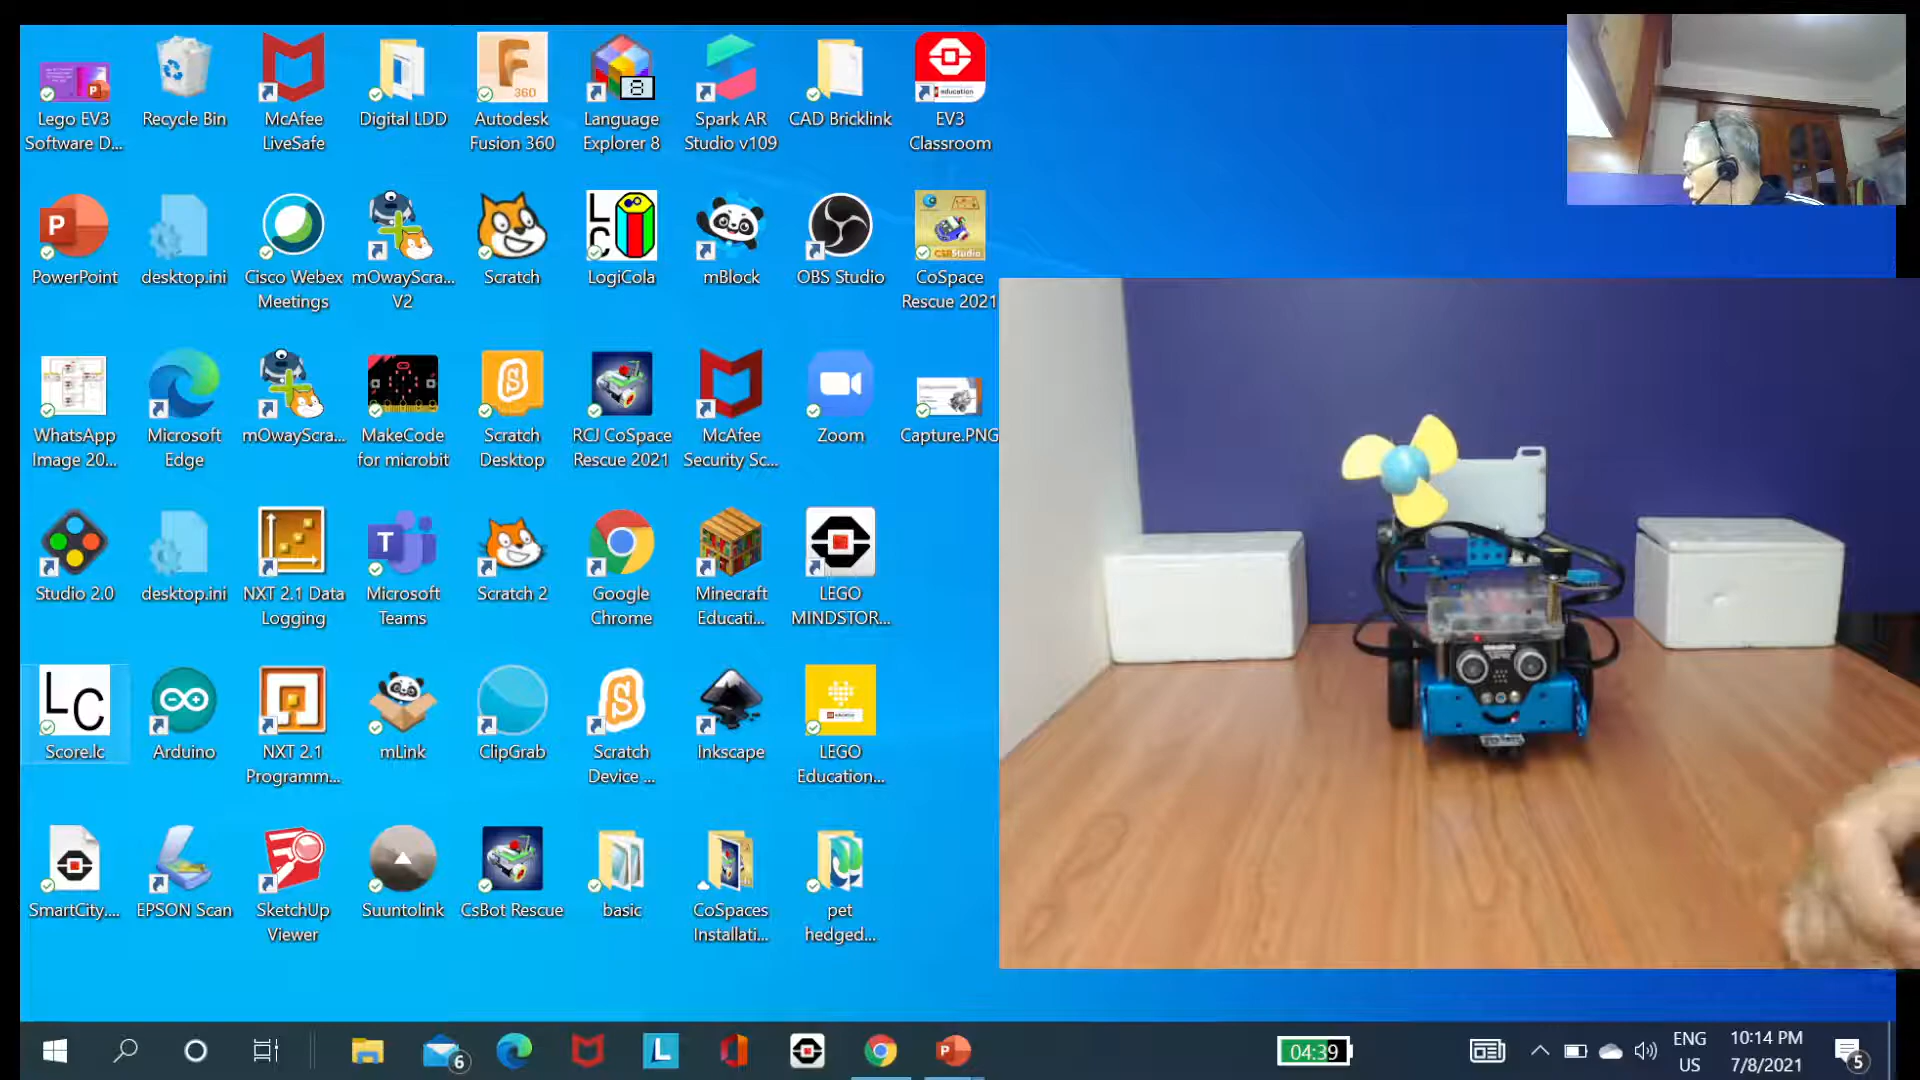 Lego EV3
Software D...
Recycle Bin
McAfee
LiveSafe
Digital LDD
360
Autodesk
Fusion 360
Language
Explorer 8
Spark AR
Studio v109
CAD Bricklink
education
EV3
Classroom
PowerPoint
desktop.ini
Cisco Webex
Meetings
mOwayScra...
V2
Scratch
LC
LogiCola
mBlock
OBS Studio
CoSpace
Rescue 2021
WhatsApp
Image 20...
Microsoft
Edge
mOwayScra...
MakeCode
for microbit
Scratch
Desktop
RCJ CoSpace
Rescue 2021
McAfee
Security Sc...
Zoom
Capture.PNG
Studio 2.0
desktop.ini
NXT 2.1 Data
Logging
Microsoft
Teams
Scratch 2
Google
Chrome
Minecraft
Educati...
LEGO
MINDSTOR...
LC
Score.lc
Arduino
NXT 2.1
Programm...
mLink
ClipGrab
Scratch
Device ...
Inkscape
LEGO
Education...
SmartCity....
EPSON Scan
SketchUp
Viewer
Suuntolink
CsBot Rescue
basic
CoSpaces
Installati...
pet
hedged...
6
04:39
ENG
US
10:14 PM
7/8/2021
5